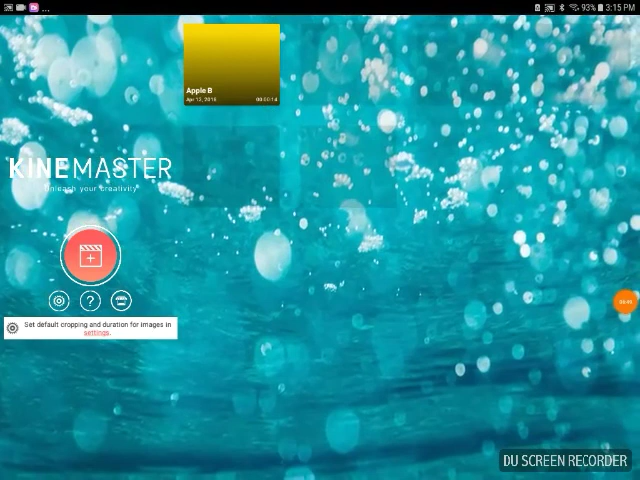 ... 93% 3:15 PM
Apple B
Apr 12, 2018 00:00:14
KINEMASTER
Unleash your creativity
Set default cropping and duration for images in
settings.
DU SCREEN RECORDER